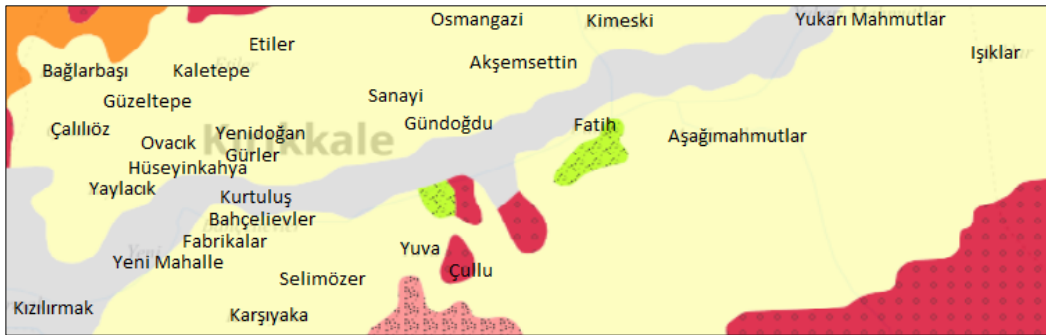 Osmangazi
Kimeski
Yukarı Mahmutlar
Etiler
Işıklar
Akşemsettin
Bağlarbaşı
Kaletepe
Güzeltepe
Sanayi
Çalılıöz
Gündoğdu
Fatih
Ovacık
Yenidoğan
Aşağımahmutlar
Kırıkkale
Gürler
Hüseyinkahya
Yaylacık
Kurtuluş
Bahçelievler
Fabrikalar
Yuva
Yeni Mahalle
Çullu
Selimözer
Kızılırmak
Karşıyaka